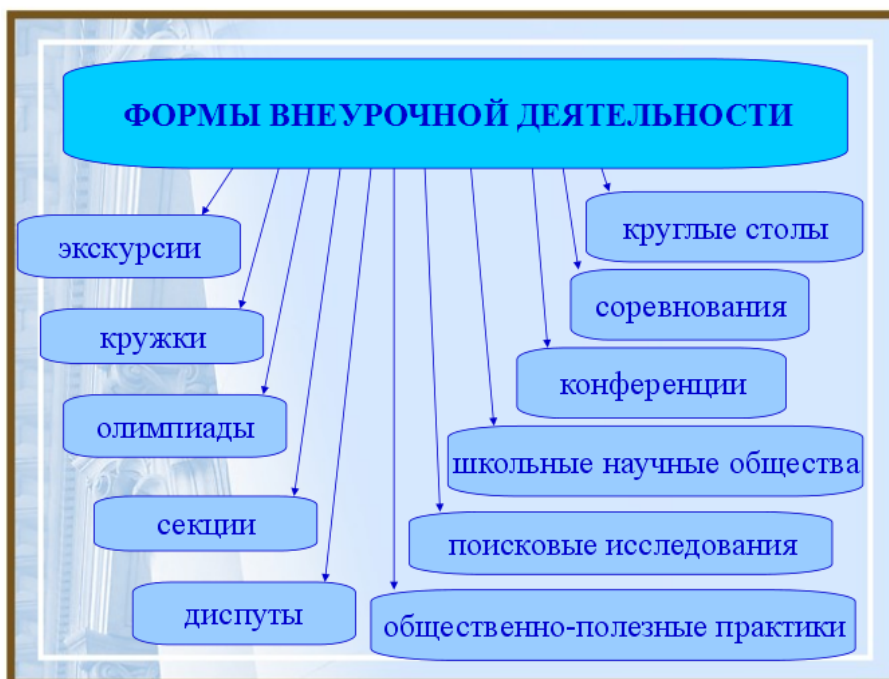 ФОРМЫ ВНЕУРОЧНОЙ ДЕЯТЕЛЬНОСТИ
экскурсии
кружки
олимпиады
секции
диспуты
круглые столы
соревнования
конференции
школьные научные общества
поисковые исследования
общественно-полезные практики